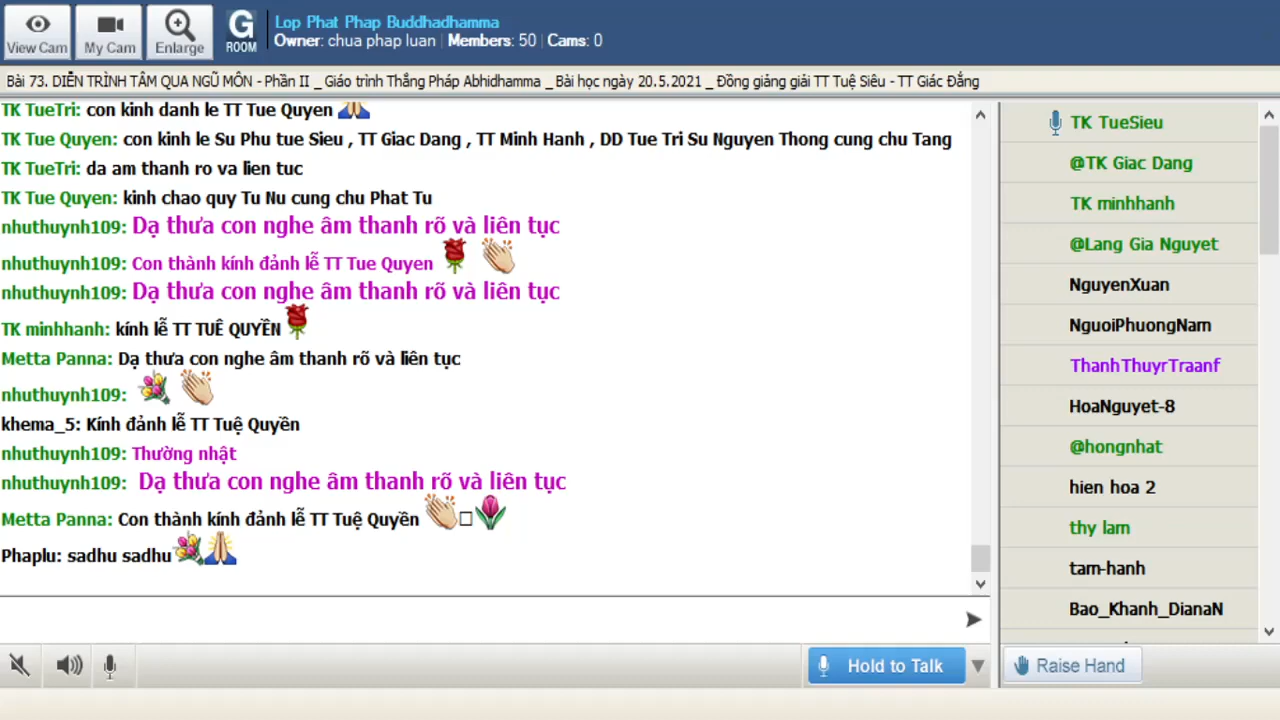 View Cam
My Cam
Enlarge
G
ROOM
Lop Phat Phap Buddhadhamma
Owner: chua phap luan | Members: 50 | Cams: 0
Bài 73. DIỄN TRÌNH TÂM QUA NGŨ MÔN - Phần II _ Giáo trình Thắng Pháp Abhidhamma _ Bài học ngày 20.5.2021 _ Đồng giảng giải TT Tuệ Siêu - TT Giác Đẳng
TK TueTri: con kinh danh le TT Tue Quyen
TK Tue Quyen: con kinh le Su Phu tue Sieu , TT Giac Dang , TT Minh Hanh , DD Tue Tri Su Nguyen Thong cung chu Tang
TK TueTri: da am thanh ro va lien tuc
TK Tue Quyen: kinh chao quy Tu Nu cung chu Phat Tu
nhuthuynh109: Dạ thưa con nghe âm thanh rõ và liên tục
nhuthuynh109: Con thành kính đảnh lễ TT Tue Quyen
nhuthuynh109: Dạ thưa con nghe âm thanh rõ và liên tục
TK minhhanh: kính lễ TT TUÊ QUYỀN
Metta Panna: Dạ thưa con nghe âm thanh rõ và liên tục
nhuthuynh109:
khema_5: Kính đảnh lễ TT Tuệ Quyền
nhuthuynh109: Thường nhật
nhuthuynh109: Dạ thưa con nghe âm thanh rõ và liên tục
Metta Panna: Con thành kính đảnh lễ TT Tuệ Quyền
Phaplu: sadhu sadhu
Hold to Talk
TK TueSieu
@TK Giac Dang
TK minhhanh
@Lang Gia Nguyet
NguyenXuan
NguoiPhuongNam
ThanhThuyrTraanf
HoaNguyet-8
@hongnhat
hien hoa 2
thy lam
tam-hanh
Bao_Khanh_DianaN
Raise Hand